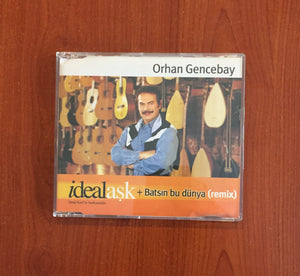 Orhan Gencebay
idealaşk + Batsın bu dünya (remix)